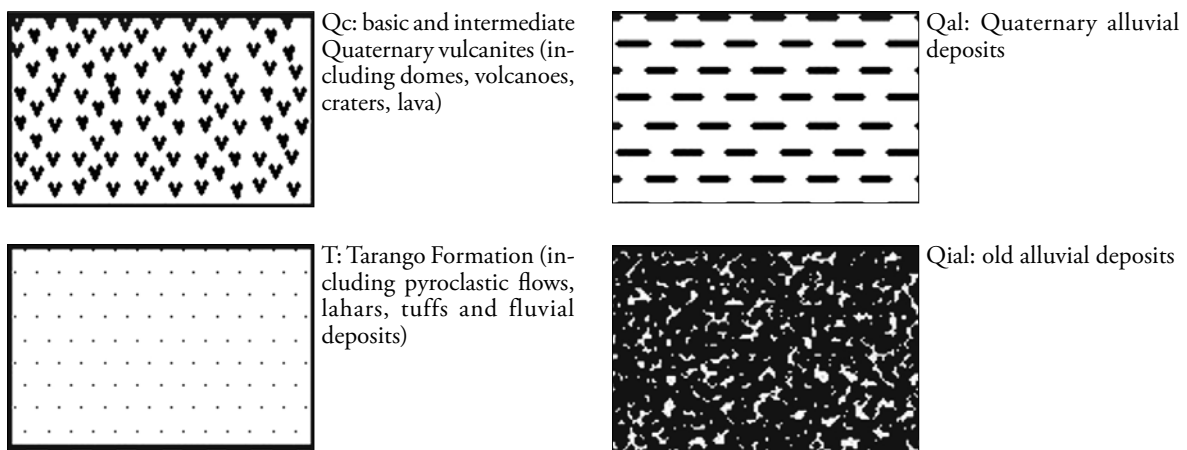 Qc: basic and intermediate
Quaternary vulcanites (in-
cluding domes, volcanoes,
craters, lava)
Qal: Quaternary alluvial
deposits
T: Tarango Formation (in-
cluding pyroclastic flows,
lahars, tuffs and fluvial
deposits)
Qial: old alluvial deposits